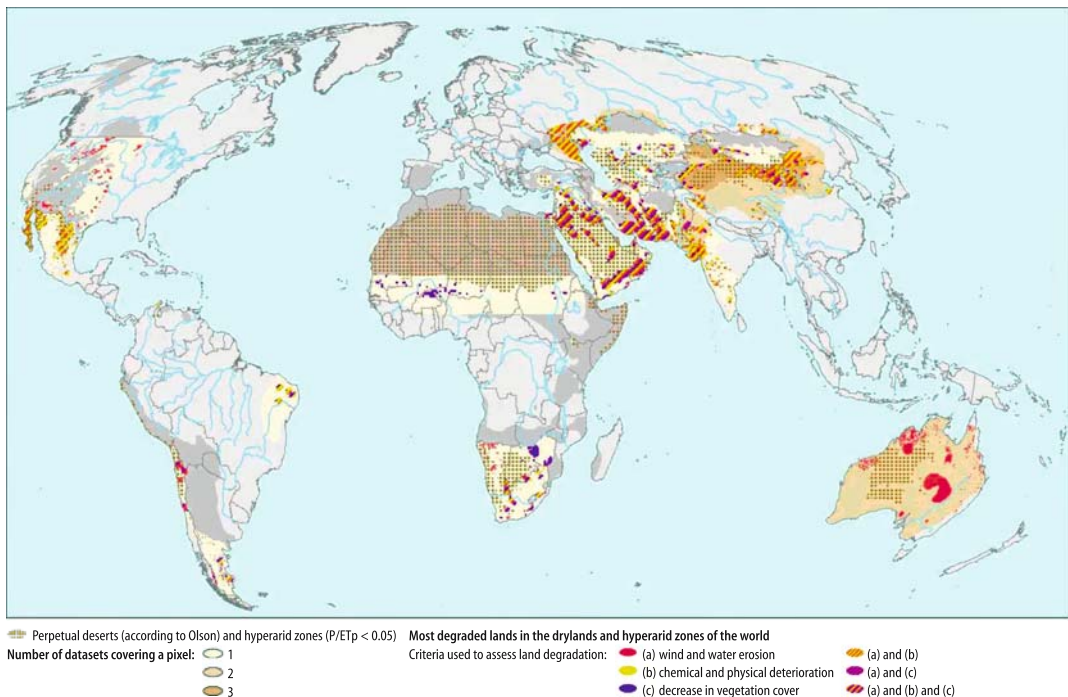 Perpetual deserts (according to Olson) and hyperarid zones (P/ETp < 0.05)
Number of datasets covering a pixel:
1
2
3
Most degraded lands in the drylands and hyperarid zones of the world
Criteria used to assess land degradation:
(a) wind and water erosion
(b) chemical and physical deterioration
(c) decrease in vegetation cover
(a) and (b)
(a) and (c)
(a) and (b) and (c)